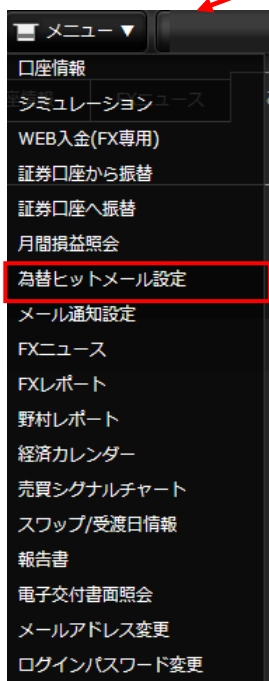 メニュー ▼
口座情報
シミュレーション
WEB入金(FX専用)
証券口座から振替
証券口座へ振替
月間損益照会
為替ヒットメール設定
メール通知設定
FXニュース
FXレポート
野村レポート
経済カレンダー
売買シグナルチャート
スワップ/受渡日情報
報告書
電子交付書面照会
メールアドレス変更
ログインパスワード変更